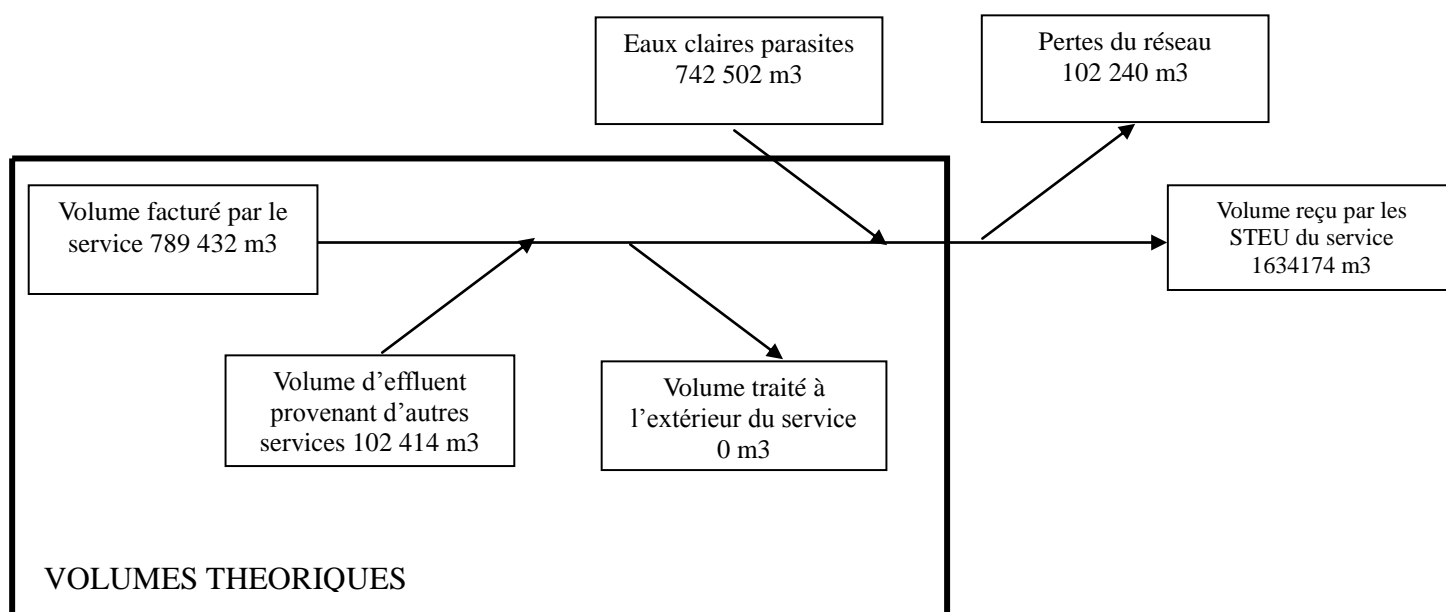 Eaux claires parasites
742 502 m3
Pertes du réseau
102 240 m3
Volume facturé par le
service 789 432 m3
Volume reçu par les
STEU du service
1634174 m3
Volume d’effluent
provenant d’autres
services 102 414 m3
Volume traité à
l’extérieur du service
0 m3
VOLUMES THEORIQUES